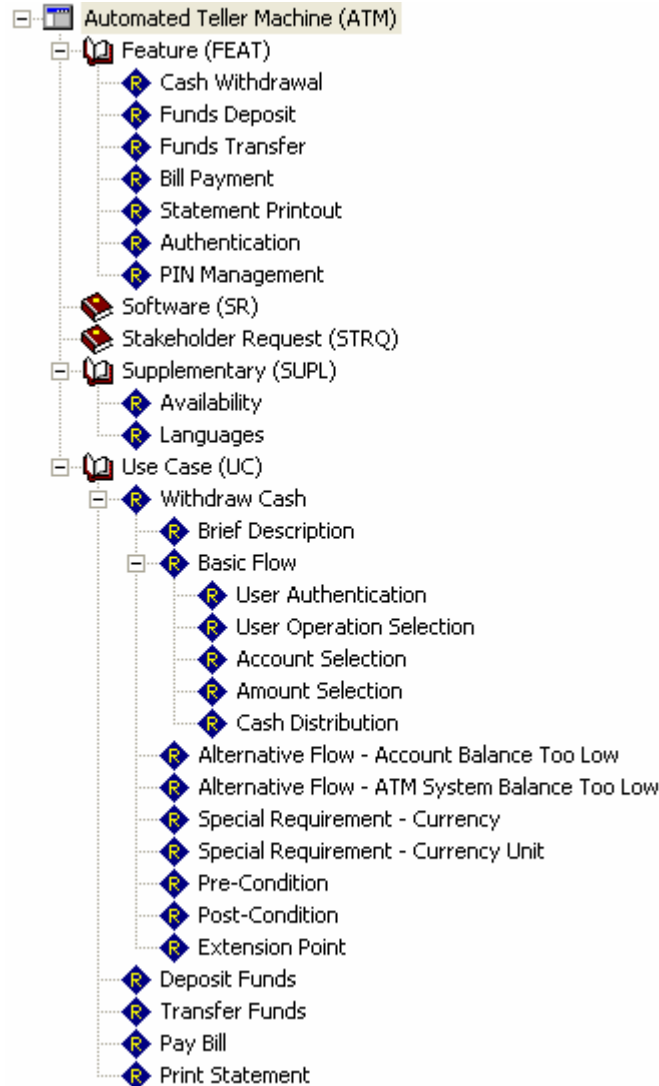 Automated Teller Machine (ATM)
Feature (FEAT)
R Cash Withdrawal
R Funds Deposit
R Funds Transfer
R Bill Payment
R Statement Printout
R Authentication
R PIN Management
Software (SR)
Stakeholder Request (STRQ)
Supplementary (SUPL)
R Availability
R Languages
Use Case (UC)
R Withdraw Cash
R Brief Description
R Basic Flow
R User Authentication
R User Operation Selection
R Account Selection
R Amount Selection
R Cash Distribution
R Alternative Flow - Account Balance Too Low
R Alternative Flow - ATM System Balance Too Low
R Special Requirement - Currency
R Special Requirement - Currency Unit
R Pre-Condition
R Post-Condition
R Extension Point
R Deposit Funds
R Transfer Funds
R Pay Bill
R Print Statement